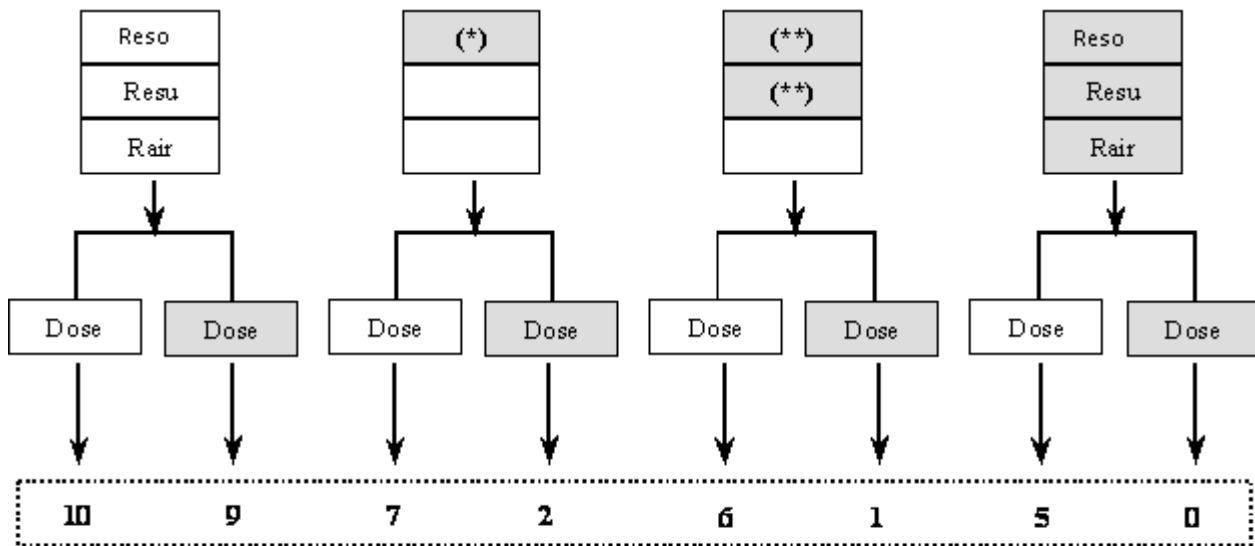 Reso (*) (**) Reso
Resu (**) Resu
Rair Rair
Dose Dose Dose Dose Dose Dose Dose Dose
10 9 7 2 6 1 5 0